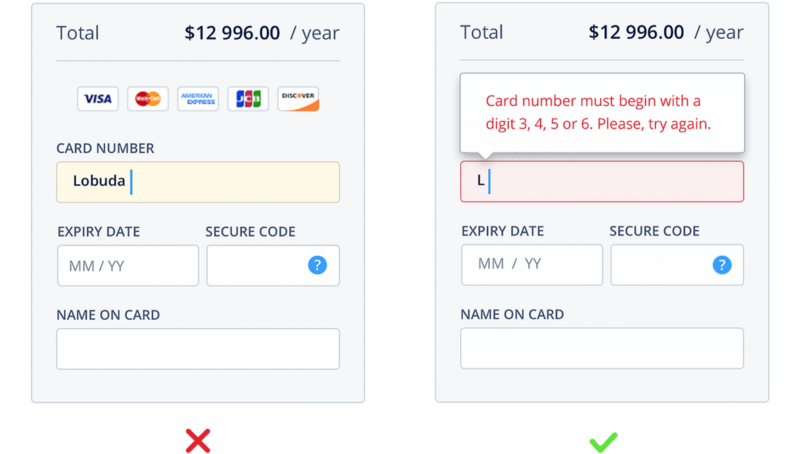 Total $12 996.00 / year
VISA MasterCard AMERICAN EXPRESS JCB DISCOVER
CARD NUMBER
Lobuda
EXPIRY DATE SECURE CODE
MM / YY ?
NAME ON CARD
Total $12 996.00 / year
Card number must begin with a
digit 3, 4, 5 or 6. Please, try again.
L
EXPIRY DATE SECURE CODE
MM / YY ?
NAME ON CARD